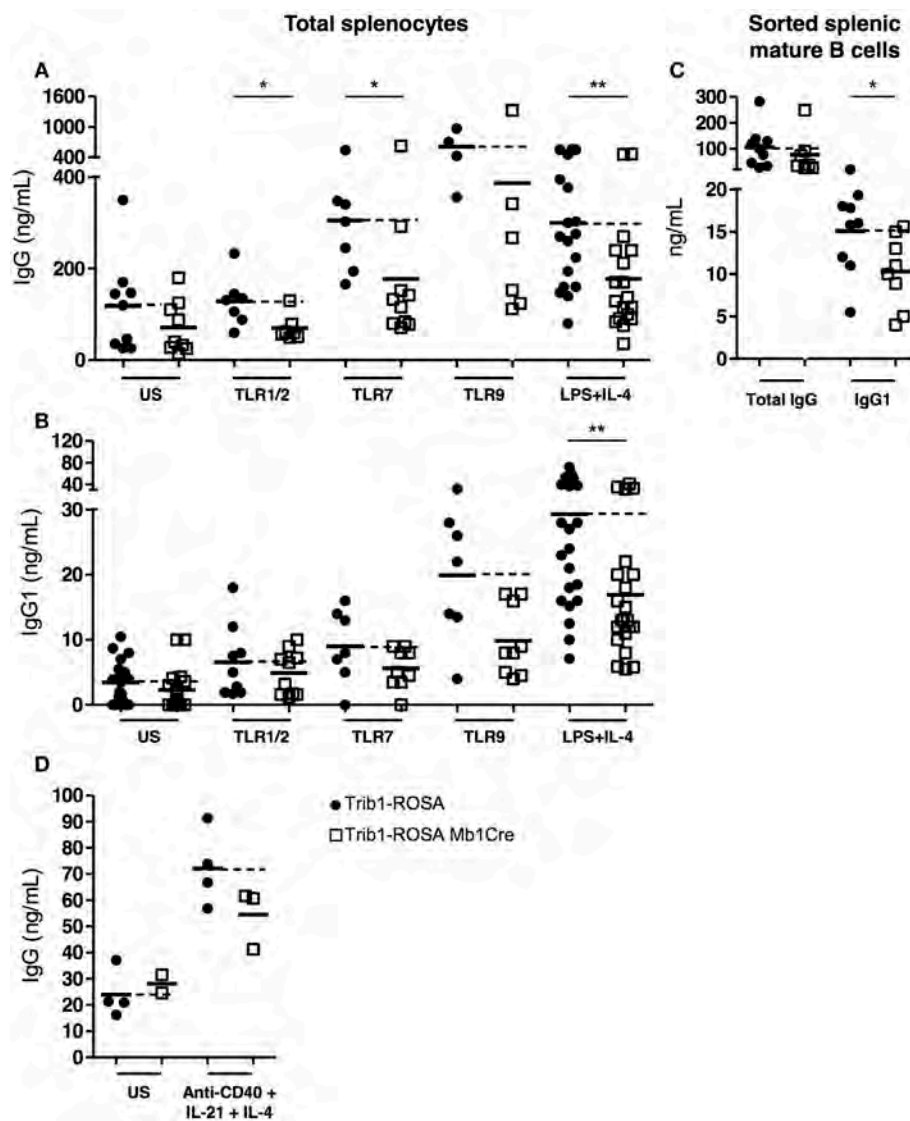 Total splenocytes
Sorted splenic
mature B cells
A
IgG (ng/mL)
1600
1000
400
400
200
0
*
*
**
US
TLR1/2
TLR7
TLR9
LPS+IL-4
C
ng/mL
300
200
100
20
15
10
5
0
*
Total IgG
IgG1
B
IgG1 (ng/mL)
120
80
40
30
20
10
0
**
US
TLR1/2
TLR7
TLR9
LPS+IL-4
D
IgG (ng/mL)
100
90
80
70
60
50
40
30
20
10
0
US
Anti-CD40 +
IL-21 + IL-4
Trib1-ROSA
Trib1-ROSA Mb1Cre